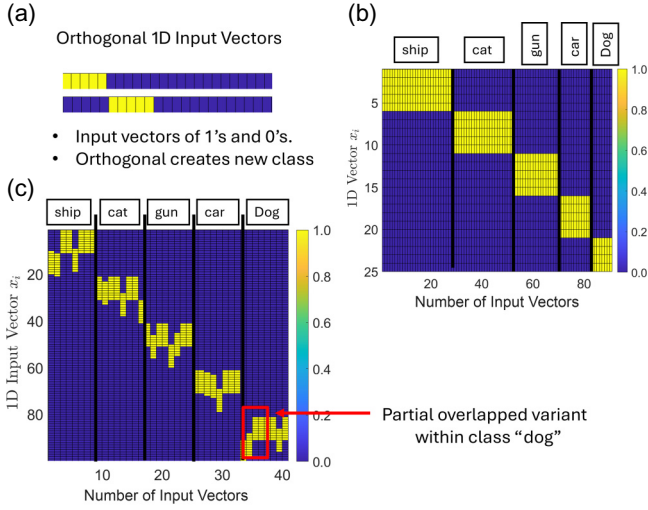 (a)
Orthogonal 1D Input Vectors
• Input vectors of 1's and 0's.
• Orthogonal creates new class
(b)
ship cat gun car Dog
5
10
15
20
25
1D Vector x_i
20 40 60 80
Number of Input Vectors
1.0
0.8
0.6
0.4
0.2
0.0
(c)
ship cat gun car Dog
20
40
60
80
1D Input Vector x_i
10 20 30 40
Number of Input Vectors
1.0
0.8
0.6
0.4
0.2
0.0
Partial overlapped variant
within class “dog”